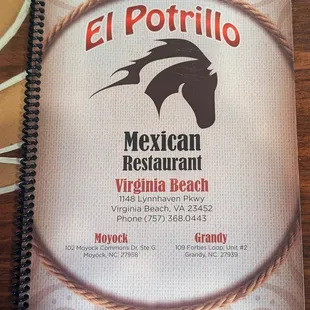 El Potrillo
Mexican
Restaurant
Virginia Beach
1148 Lynnhaven Pkwy
Virginia Beach, VA 23452
Phone (757) 368.0443
Moyock
102 Moyock Commons Dr, Ste G
Moyock, NC. 27958
Grandy
109 Forbes Loop, Unit #2
Grandy, NC. 27939